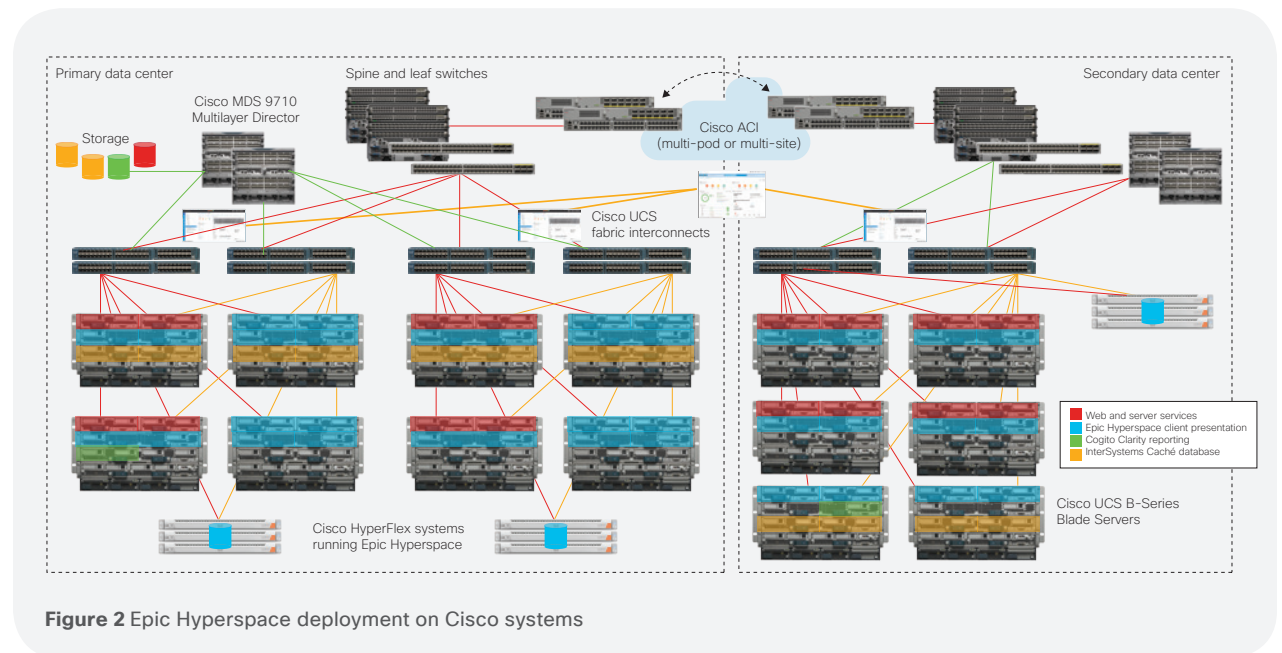 Primary data center
Spine and leaf switches
Secondary data center
Cisco MDS 9710
Multilayer Director
Storage
Cisco ACI
(multi-pod or multi-site)
Cisco UCS
fabric interconnects
Web and server services
Epic Hyperspace client presentation
Cogito Clarity reporting
InterSystems Caché database
Cisco UCS B-Series
Blade Servers
Cisco HyperFlex systems
running Epic Hyperspace
Figure 2 Epic Hyperspace deployment on Cisco systems